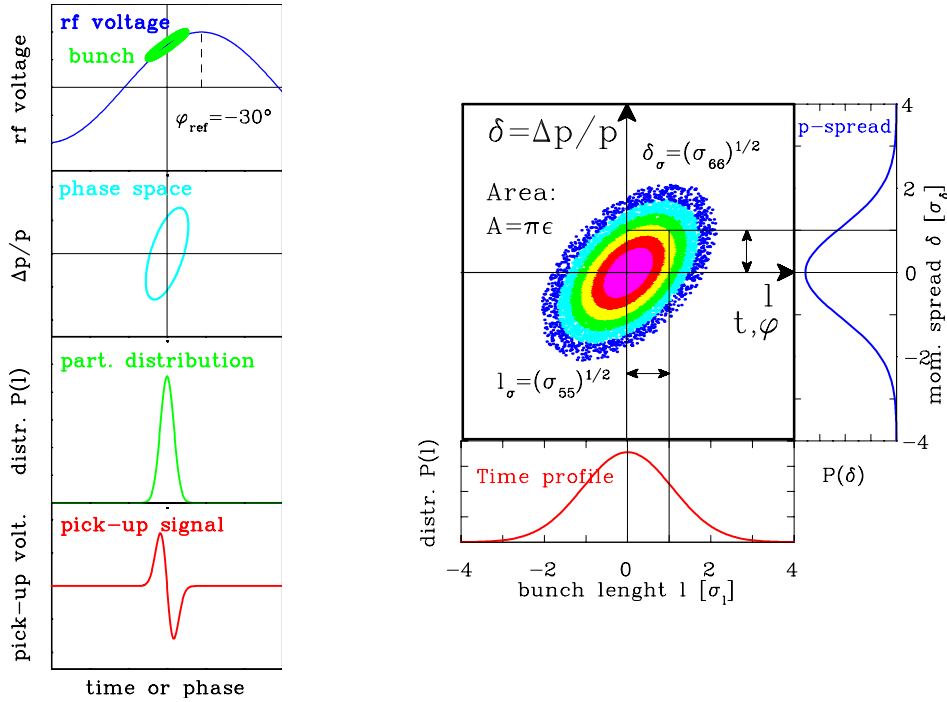 rf voltage
bunch
φref=−30°
rf voltage
phase space
Δp/p
part. distribution
distr. P(l)
pick−up signal
pick−up volt.
time or phase
δ=Δp/p
δσ=(σ66)1/2
Area:
A=πϵ
l
t,φ
lσ=(σ55)1/2
p−spread
4
2
0
−2
−4
mom. spread δ [σδ]
Time profile
P(δ)
distr. P(l)
−4 −2 0 2 4
bunch lenght l [σl]